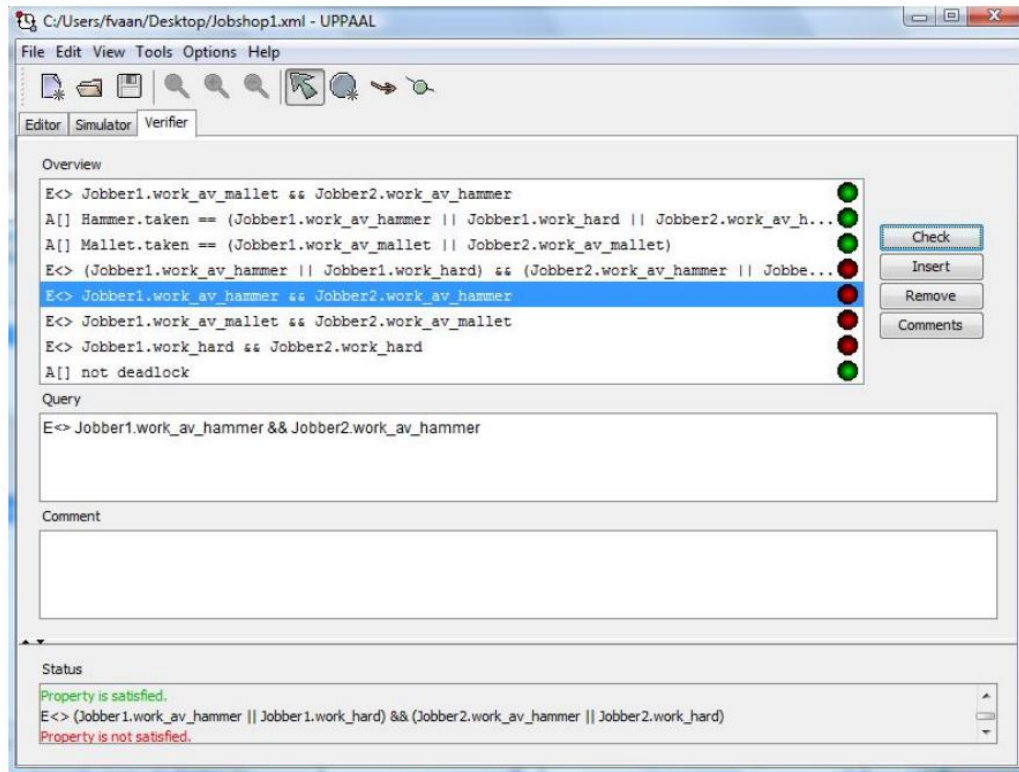 C:/Users/fvaan/Desktop/Jobshop1.xml - UPPAAL
File Edit View Tools Options Help
Editor Simulator Verifier
Overview
E<> Jobber1.work_av_mallet && Jobber2.work_av_hammer
A[] Hammer.taken == (Jobber1.work_av_hammer || Jobber1.work_hard || Jobber2.work_av_h...
A[] Mallet.taken == (Jobber1.work_av_mallet || Jobber2.work_av_mallet)
E<> (Jobber1.work_av_hammer || Jobber1.work_hard) && (Jobber2.work_av_hammer || Jobbe...
E<> Jobber1.work_av_hammer && Jobber2.work_av_hammer
E<> Jobber1.work_av_mallet && Jobber2.work_av_mallet
E<> Jobber1.work_hard && Jobber2.work_hard
A[] not deadlock
Check
Insert
Remove
Comments
Query
E<> Jobber1.work_av_hammer && Jobber2.work_av_hammer
Comment
Status
Property is satisfied.
E<> (Jobber1.work_av_hammer || Jobber1.work_hard) && (Jobber2.work_av_hammer || Jobber2.work_hard)
Property is not satisfied.